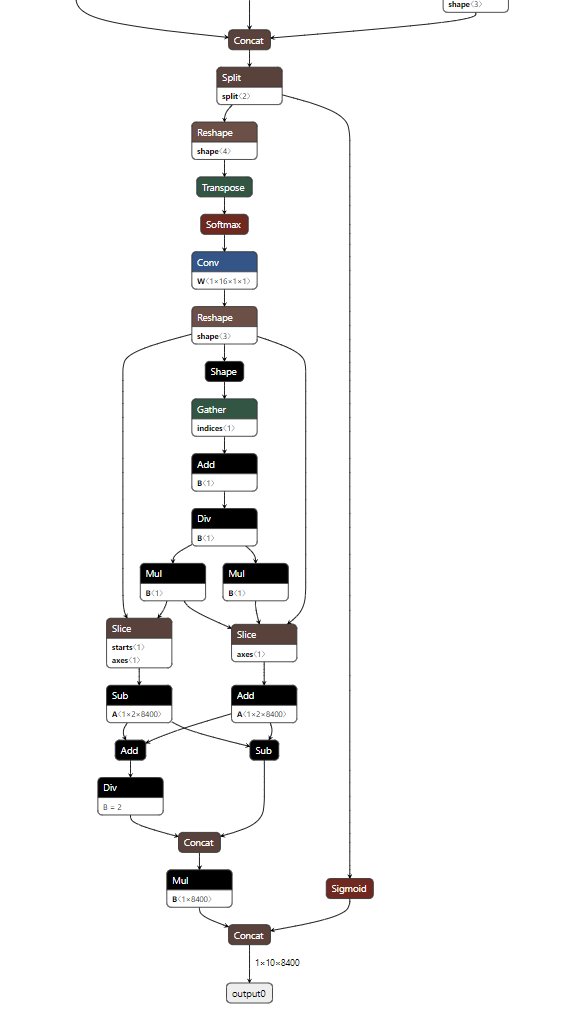 shape⟨3⟩
Concat
Split
split⟨2⟩
Reshape
shape⟨4⟩
Transpose
Softmax
Conv
W⟨1×16×1×1⟩
Reshape
shape⟨3⟩
Shape
Gather
indices⟨1⟩
Add
B⟨1⟩
Div
B⟨1⟩
Mul
B⟨1⟩
Mul
B⟨1⟩
Slice
starts⟨1⟩
axes⟨1⟩
Slice
axes⟨1⟩
Sub
A⟨1×2×8400⟩
Add
A⟨1×2×8400⟩
Add
Sub
Div
B = 2
Concat
Mul
B⟨1×8400⟩
Sigmoid
Concat
1×10×8400
output0